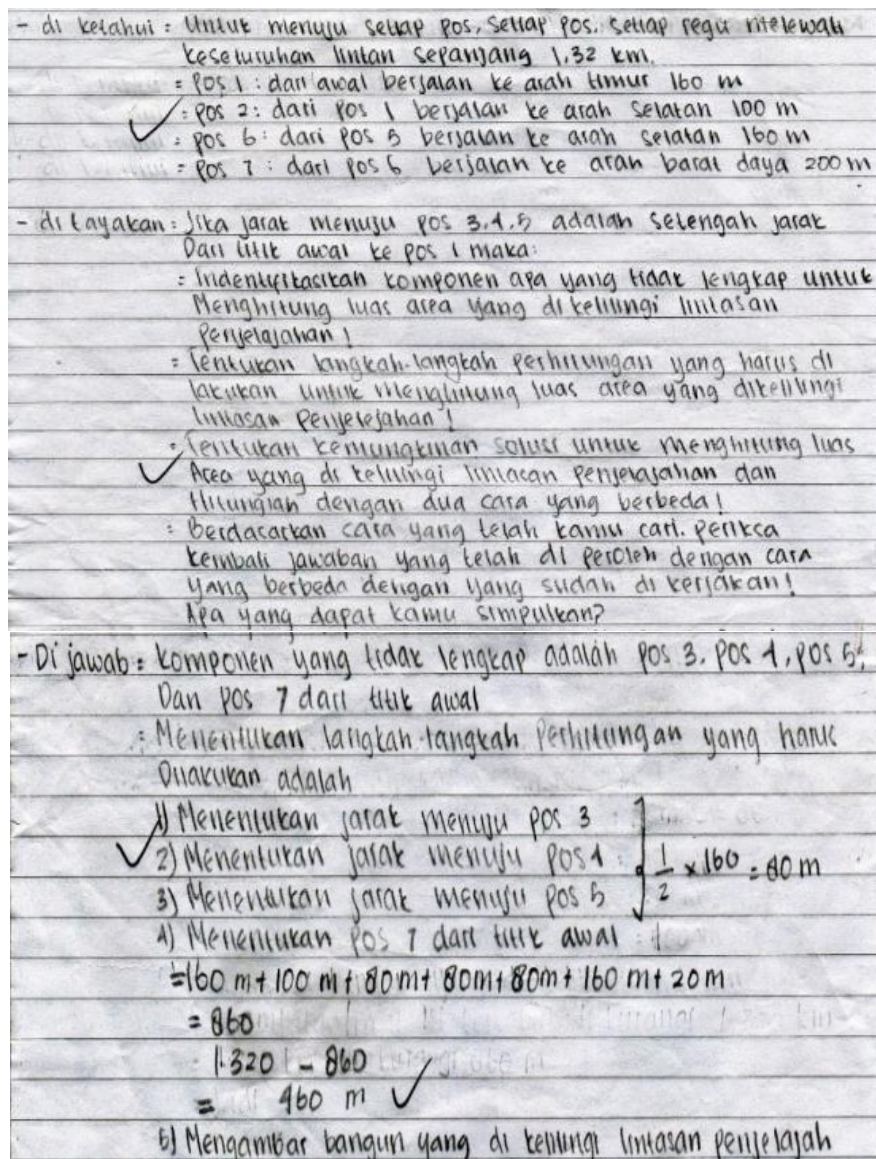 - di ketahui : Untuk menuju setiap pos, setiap pos. setiap regu melewati
keseluruhan lintan sepanjang 1,32 km.
= Pos 1 : dari awal berjalan ke arah timur 160 m
: pos 2 : dari pos 1 berjalan ke arah selatan 100 m
: pos 6 : dari pos 5 berjalan ke arah selatan 160 m
= pos 7 : dari pos 6 berjalan ke arah barat daya 200 m
- di tayakan : Jika jarak menuju pos 3,4,5 adalah setengah jarak
Dari titik awal ke pos 1 maka:
= Indentifikasikan komponen apa yang tidak lengkap untuk
Menghitung luas area yang di kelilingi lintasan
penjelajahan !
= Tentukan langkah-langkah perhitungan yang harus di
lakukan untuk menghitung luas area yang dikelilingi
lintasan penjelejahan !
= Tentukan kemungkinan solusi untuk menghitung luas
Area yang di kelilingi lintasan penjelajahan dan
Hitunglah dengan dua cara yang berbeda !
: Berdasarkan cara yang telah kamu cari. periksa
kembali jawaban yang telah di peroleh dengan cara
yang berbeda dengan yang sudah di kerjakan !
Apa yang dapat kamu simpulkan?
- Di jawab : komponen yang tidak lengkap adalah pos 3. pos 4, pos 5,
Dan pos 7 dari titik awal
: Menentukan langkah-langkah perhitungan yang harus
Dilakukan adalah
1) Menentukan jarak menuju pos 3
2) Menentukan jarak menuju pos 4 : 1/2 × 160 = 80 m
3) Menentukan jarak menuju pos 5
4) Menentukan pos 7 dari titik awal :
= 160 m + 100 m + 80 m + 80 m + 80 m + 160 m + 20 m
= 860
1.320 - 860
= 460 m
5) Mengambar bangun yang di kelilingi lintasan penjelajah